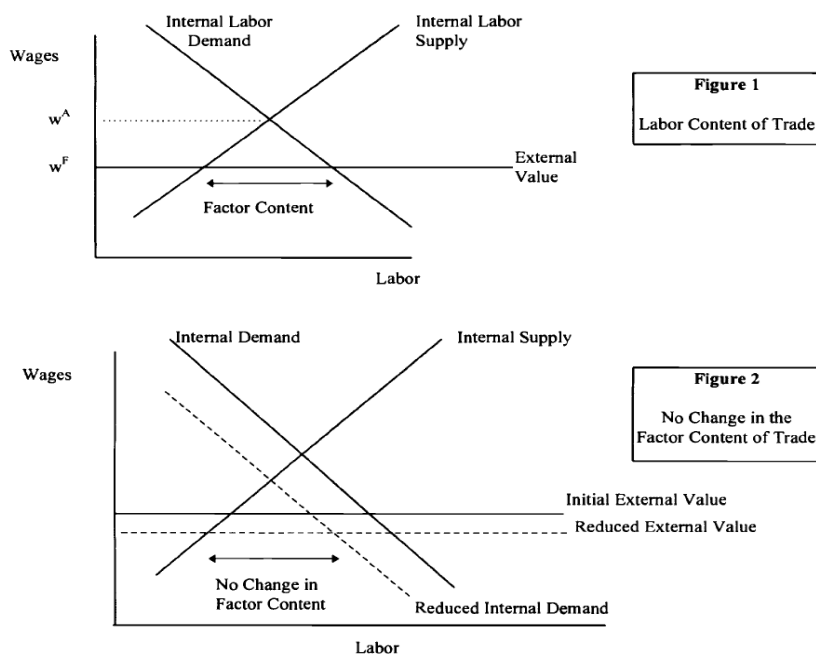 Internal Labor
Demand
Internal Labor
Supply
Wages
Figure 1
Labor Content of Trade
w^A
w^F
External
Value
Factor Content
Labor
Internal Demand
Internal Supply
Wages
Figure 2
No Change in the
Factor Content of Trade
Initial External Value
Reduced External Value
No Change in
Factor Content
Reduced Internal Demand
Labor